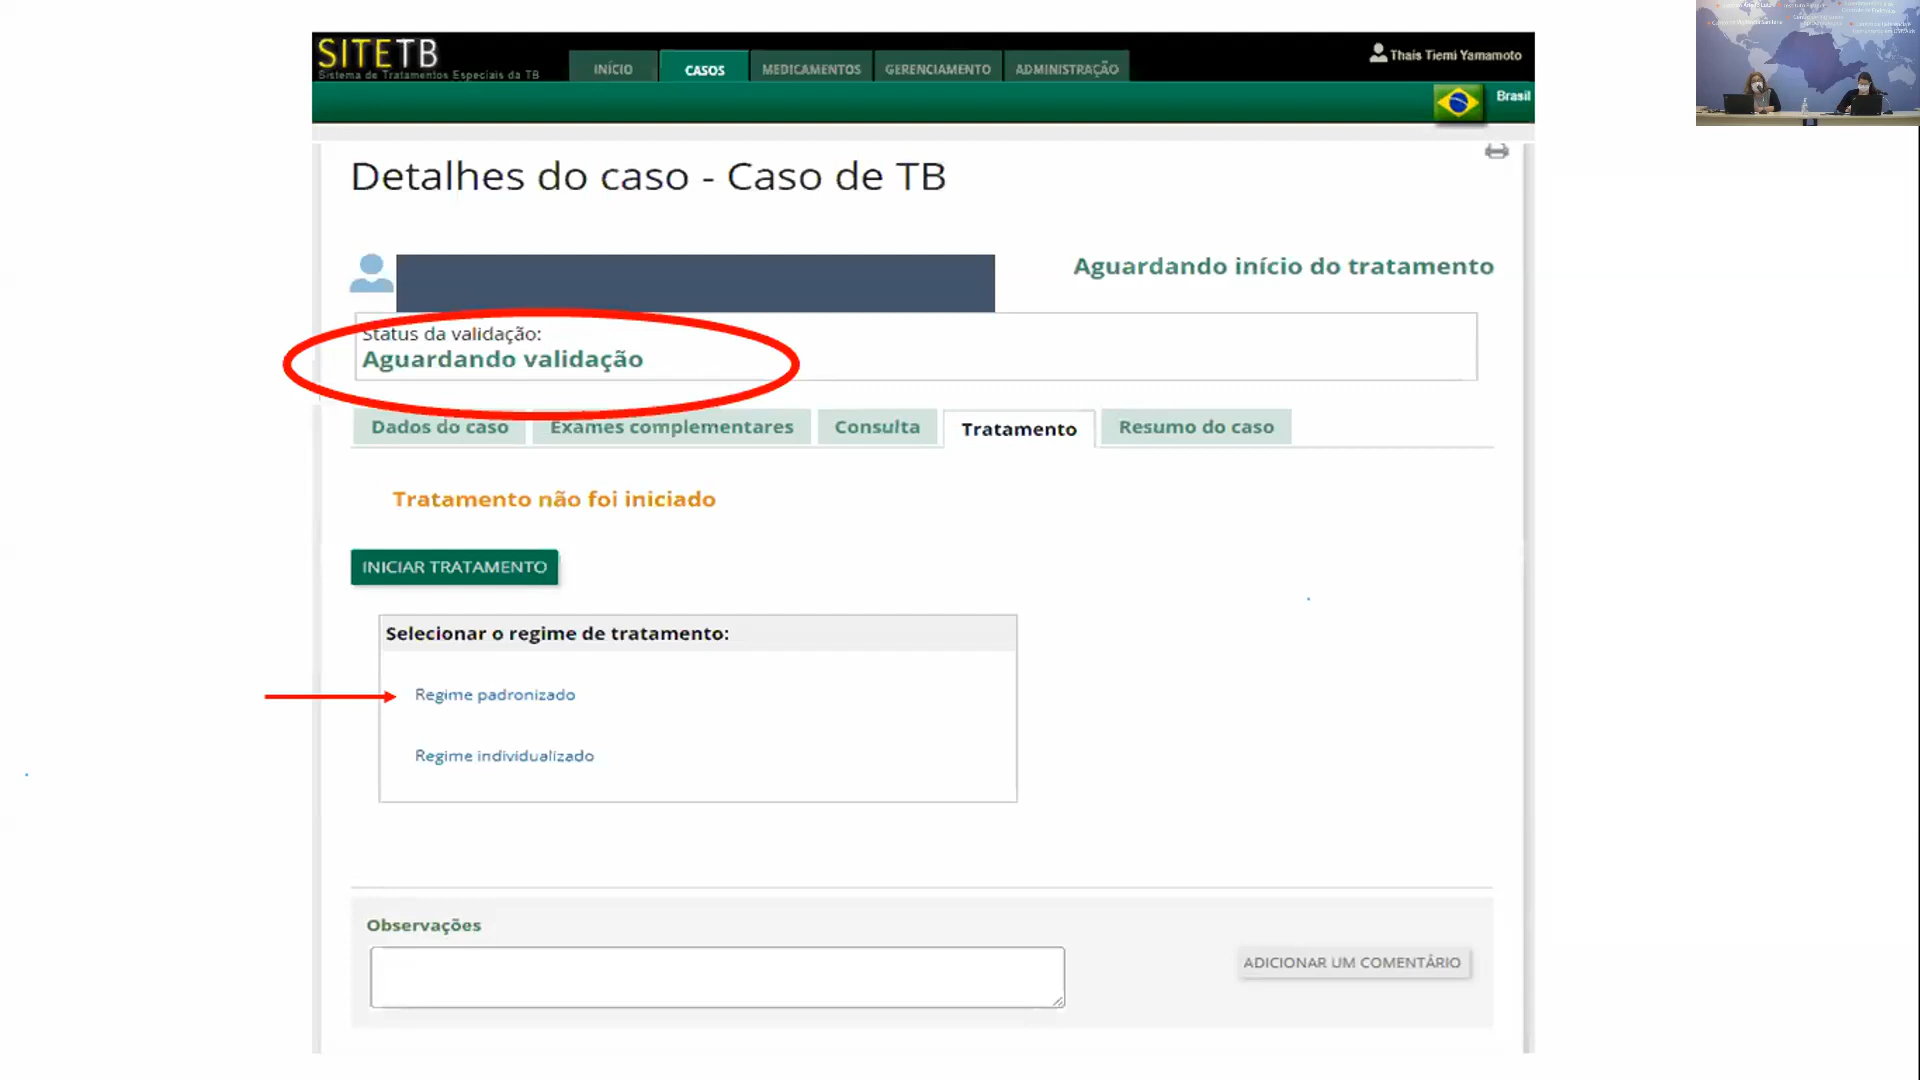 SITETB
Sistema de Tratamentos Especiais da TB
INÍCIO
CASOS
MEDICAMENTOS
GERENCIAMENTO
ADMINISTRAÇÃO
Thais Tiemi Yamamoto
Brasil
Detalhes do caso - Caso de TB
Aguardando início do tratamento
Status da validação:
Aguardando validação
Dados do caso
Exames complementares
Consulta
Tratamento
Resumo do caso
Tratamento não foi iniciado
INICIAR TRATAMENTO
Selecionar o regime de tratamento:
Regime padronizado
Regime individualizado
Observações
ADICIONAR UM COMENTÁRIO